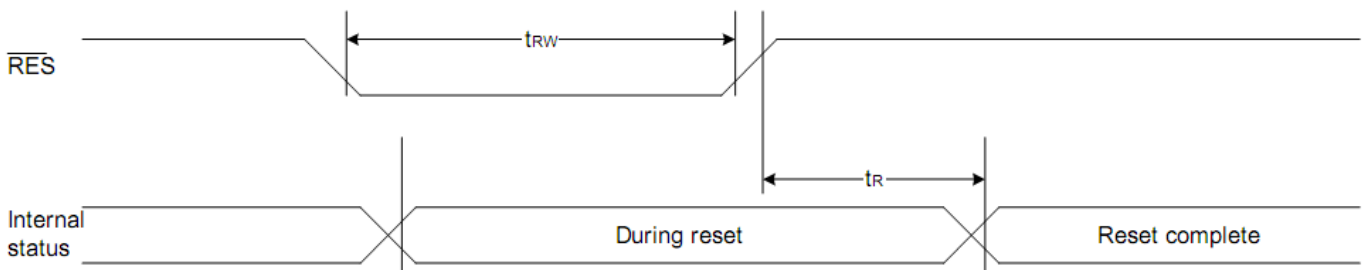 tRW
RES
tR
Internal
status
During reset
Reset complete